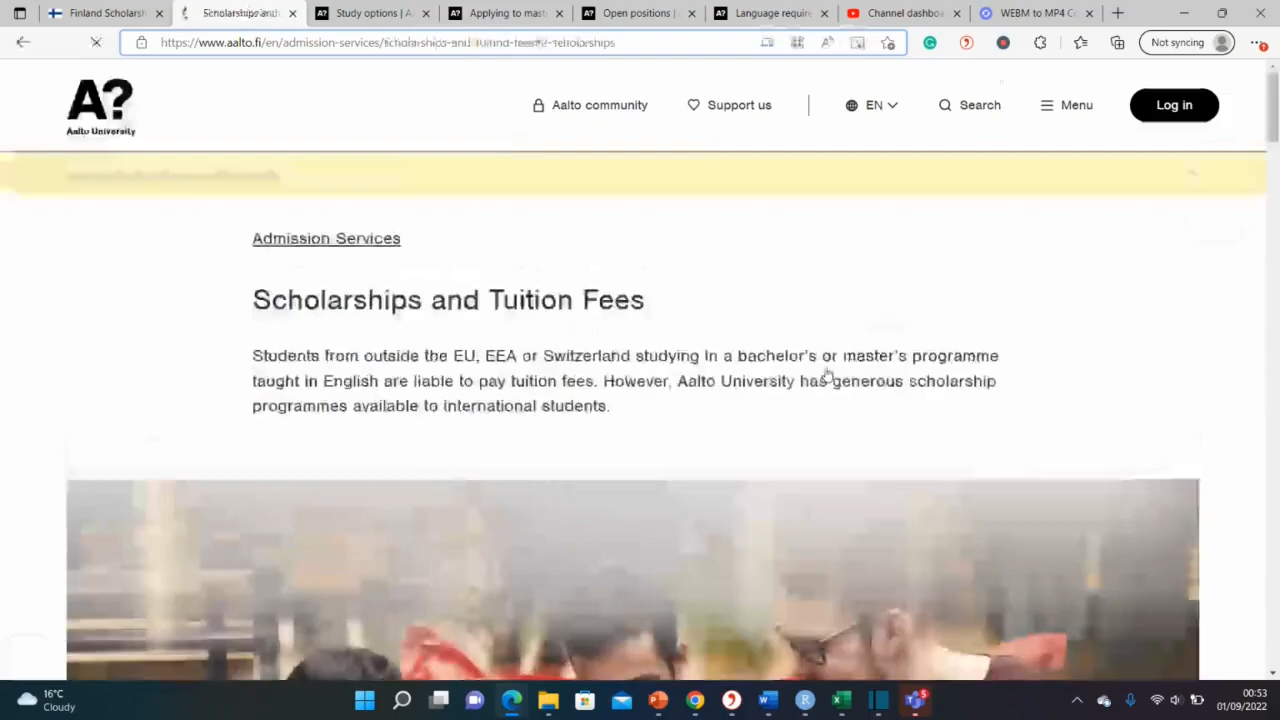 Finland Scholarsh
Scholarships and
Study options | A
Applying to mast
Open positions |
Language require
Channel dashboa
WEBM to MP4 Co
Not syncing
A?
Aalto University
Aalto community
Support us
EN
Search
Menu
Log in
Admission Services
Scholarships and Tuition Fees
Students from outside the EU, EEA or Switzerland studying in a bachelor's or master's programme
taught in English are liable to pay tuition fees. However, Aalto University has generous scholarship
programmes available to international students.
16°C
Cloudy
5
00:53
01/09/2022